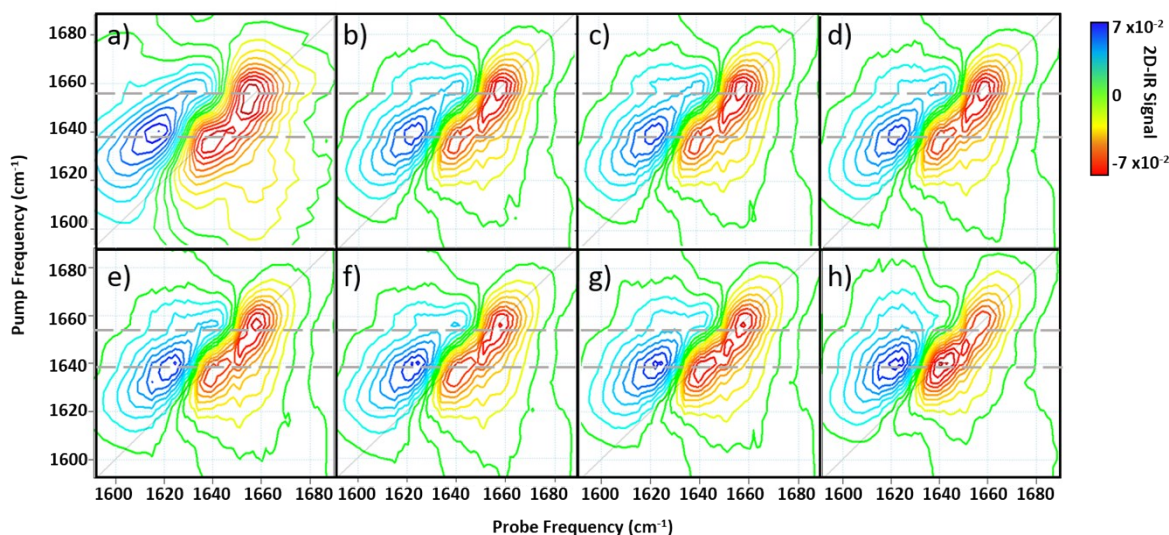 a) b) c) d)
1680
1660
1640
1620
1600
e) f) g) h)
1680
1660
1640
1620
1600
1600 1620 1640 1660 1680 1600 1620 1640 1660 1680 1600 1620 1640 1660 1680 1600 1620 1640 1660 1680
Pump Frequency (cm⁻¹)
Probe Frequency (cm⁻¹)
7 x10⁻²
0
-7 x10⁻²
2D-IR Signal